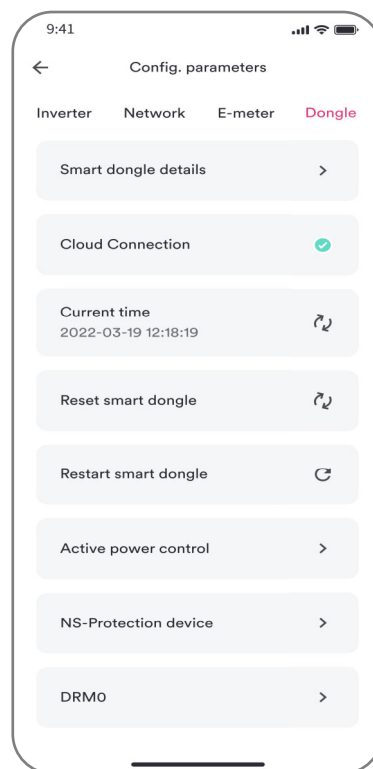 9:41
Config. parameters
Inverter Network E-meter Dongle
Smart dongle details
Cloud Connection
Current time
2022-03-19 12:18:19
Reset smart dongle
Restart smart dongle
Active power control
NS-Protection device
DRM0